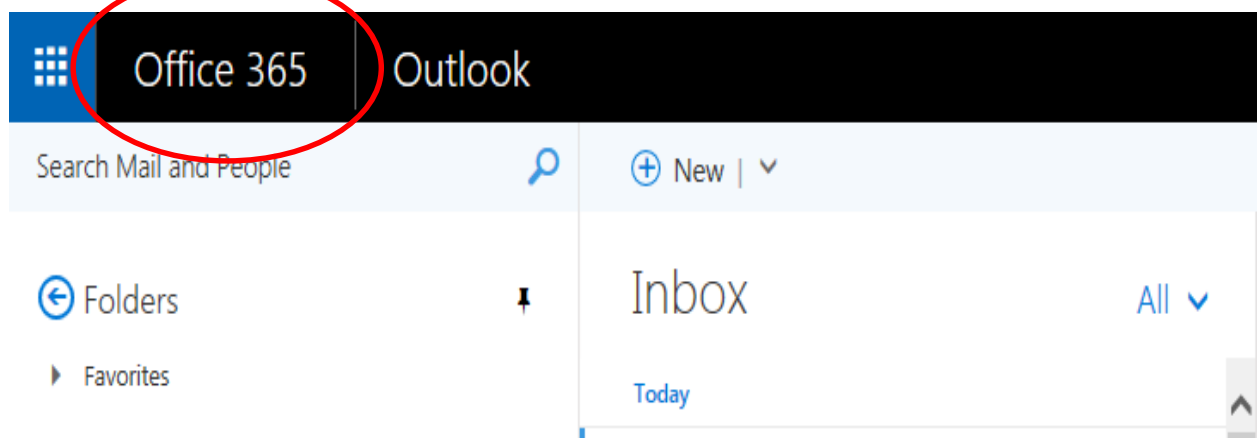 Office 365 Outlook
Search Mail and People
New
Folders
Inbox
All
Favorites
Today